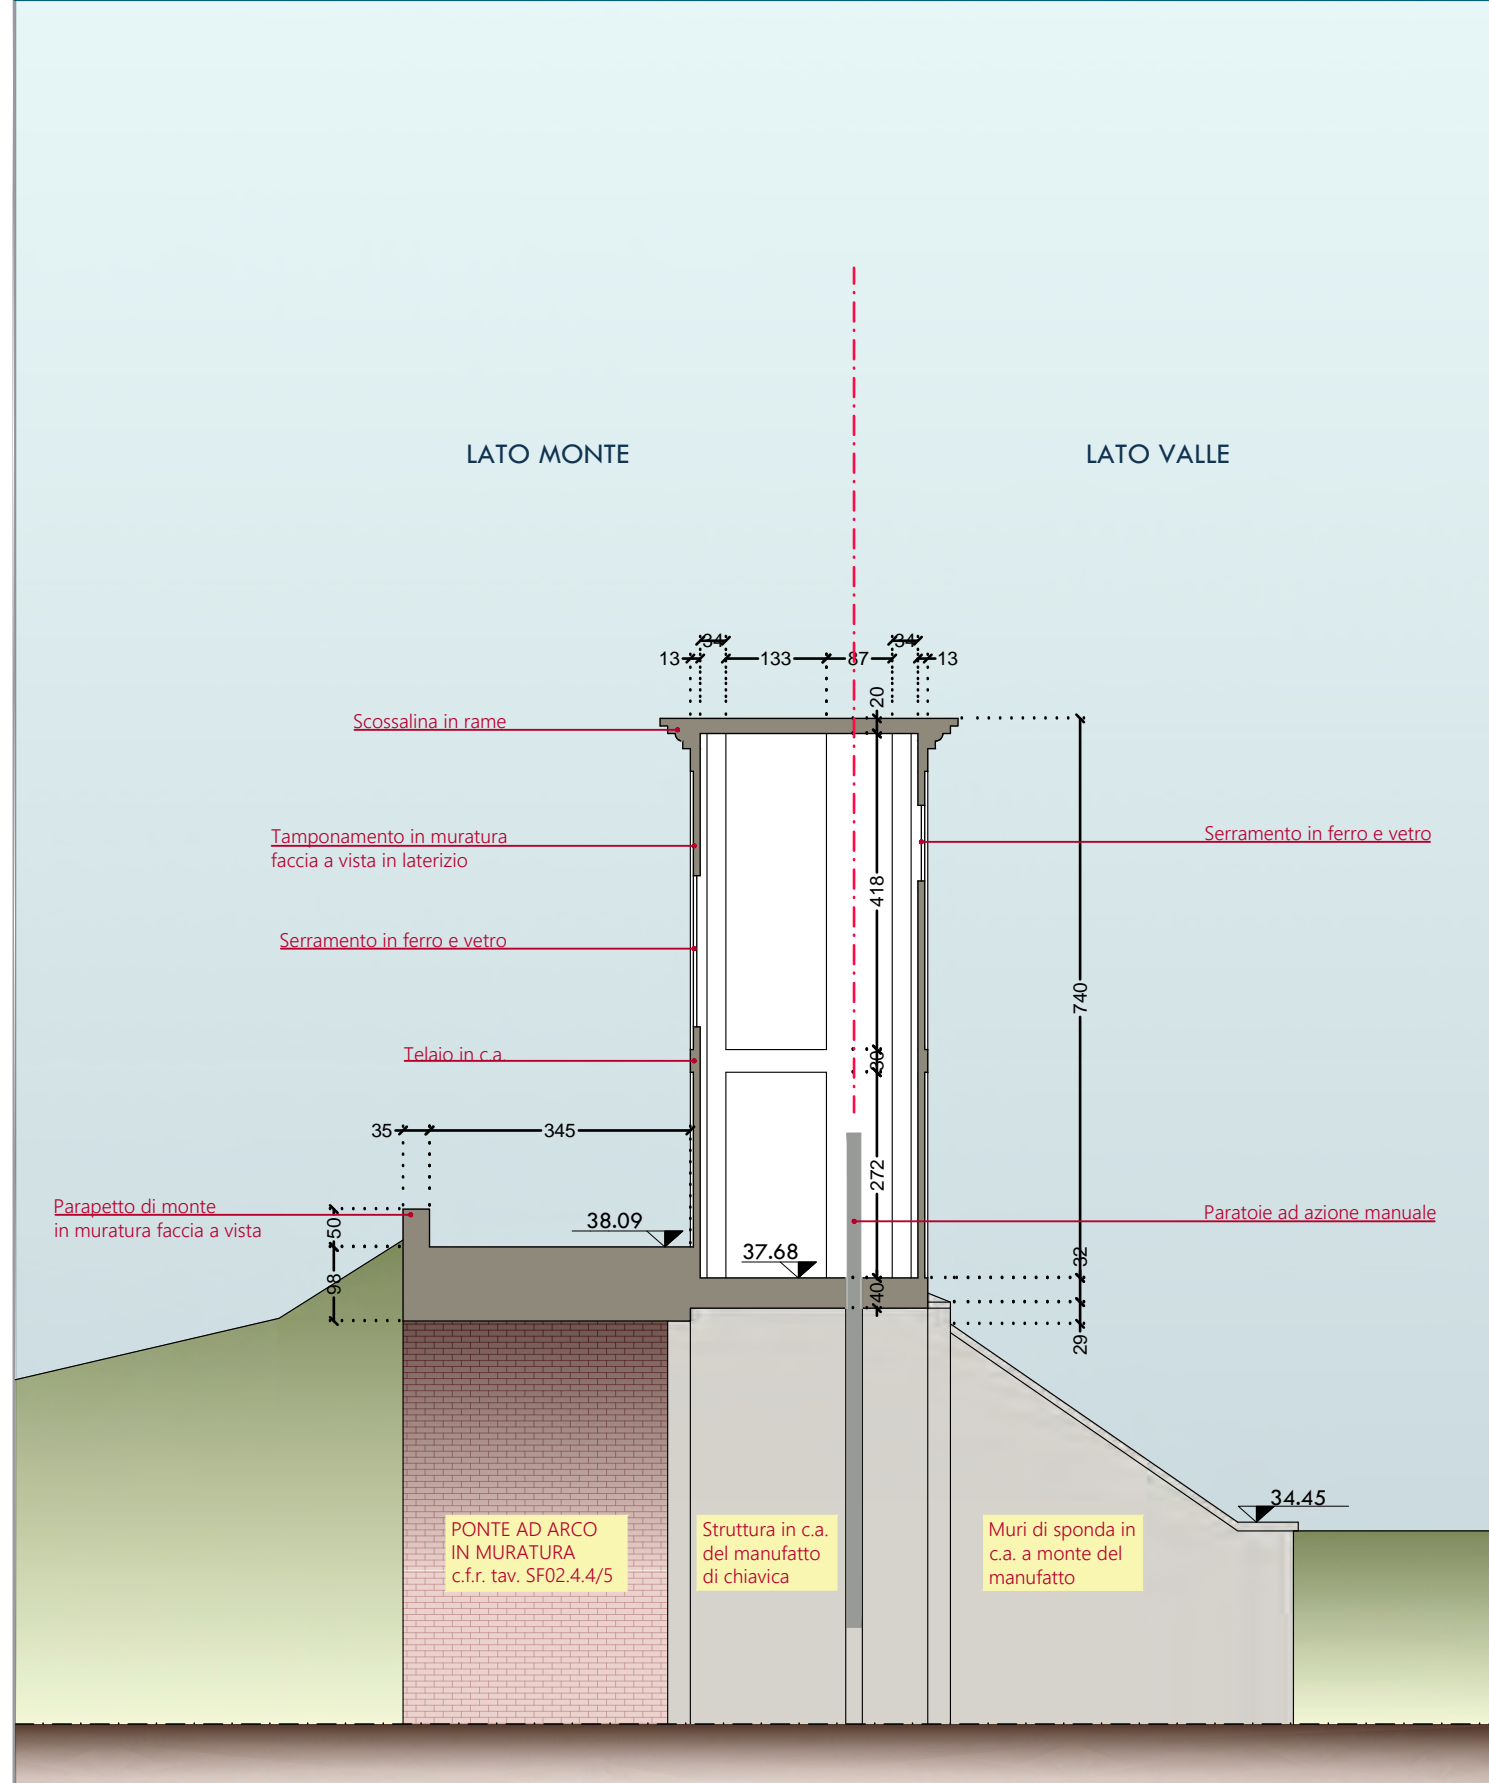 LATO MONTE
LATO VALLE
34
34
13
133
87
13
20
Scossalina in rame
Tamponamento in muratura
faccia a vista in laterizio
Serramento in ferro e vetro
418
Serramento in ferro e vetro
740
Telaio in c.a.
30
35
345
272
Parapetto di monte
in muratura faccia a vista
50
38.09
Paratoie ad azione manuale
37.68
32
98
40
29
34.45
PONTE AD ARCO
IN MURATURA
c.f.r. tav. SF02.4.4/5
Struttura in c.a.
del manufatto
di chiavica
Muri di sponda in
c.a. a monte del
manufatto